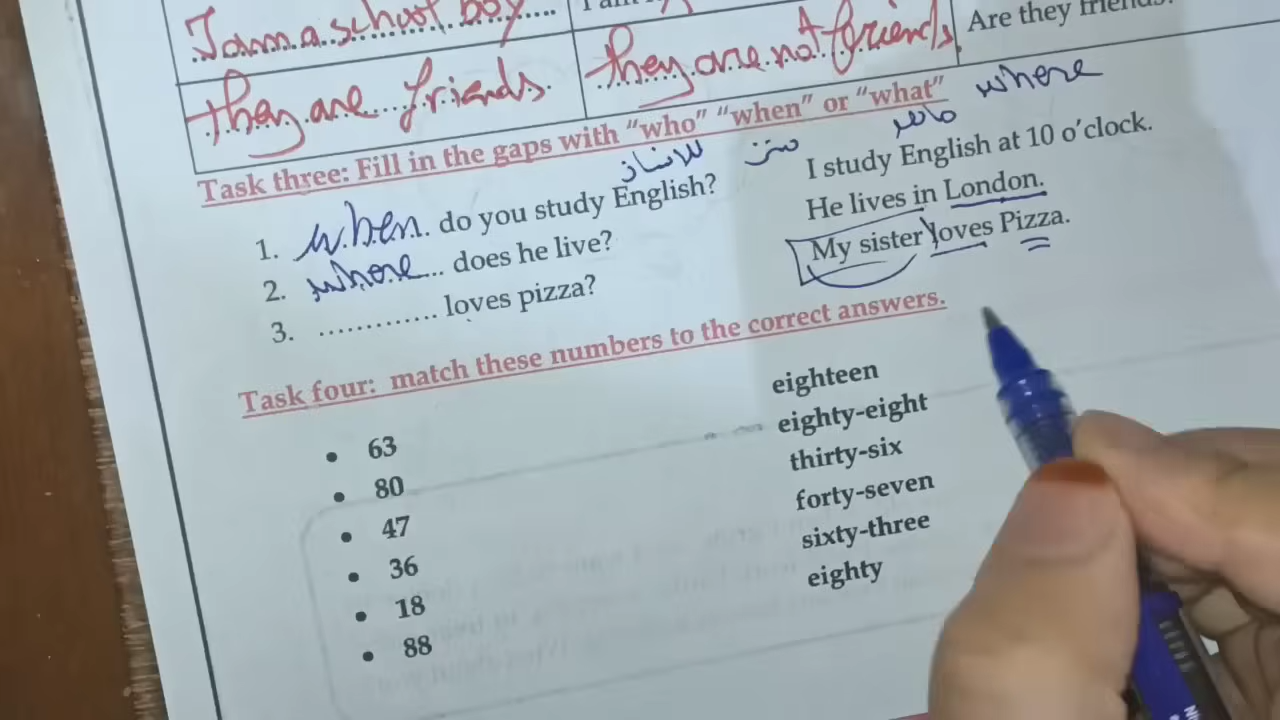 I am a school boy
I am
they are friends
they are not friends
Are they friends?
Task three: Fill in the gaps with "who" "when" or "what"
where
1. when. do you study English?
I study English at 10 o'clock.
2. where... does he live?
He lives in London.
3. ............. loves pizza?
My sister loves Pizza.
Task four: match these numbers to the correct answers.
• 63
eighteen
• 80
eighty-eight
• 47
thirty-six
• 36
forty-seven
• 18
sixty-three
• 88
eighty